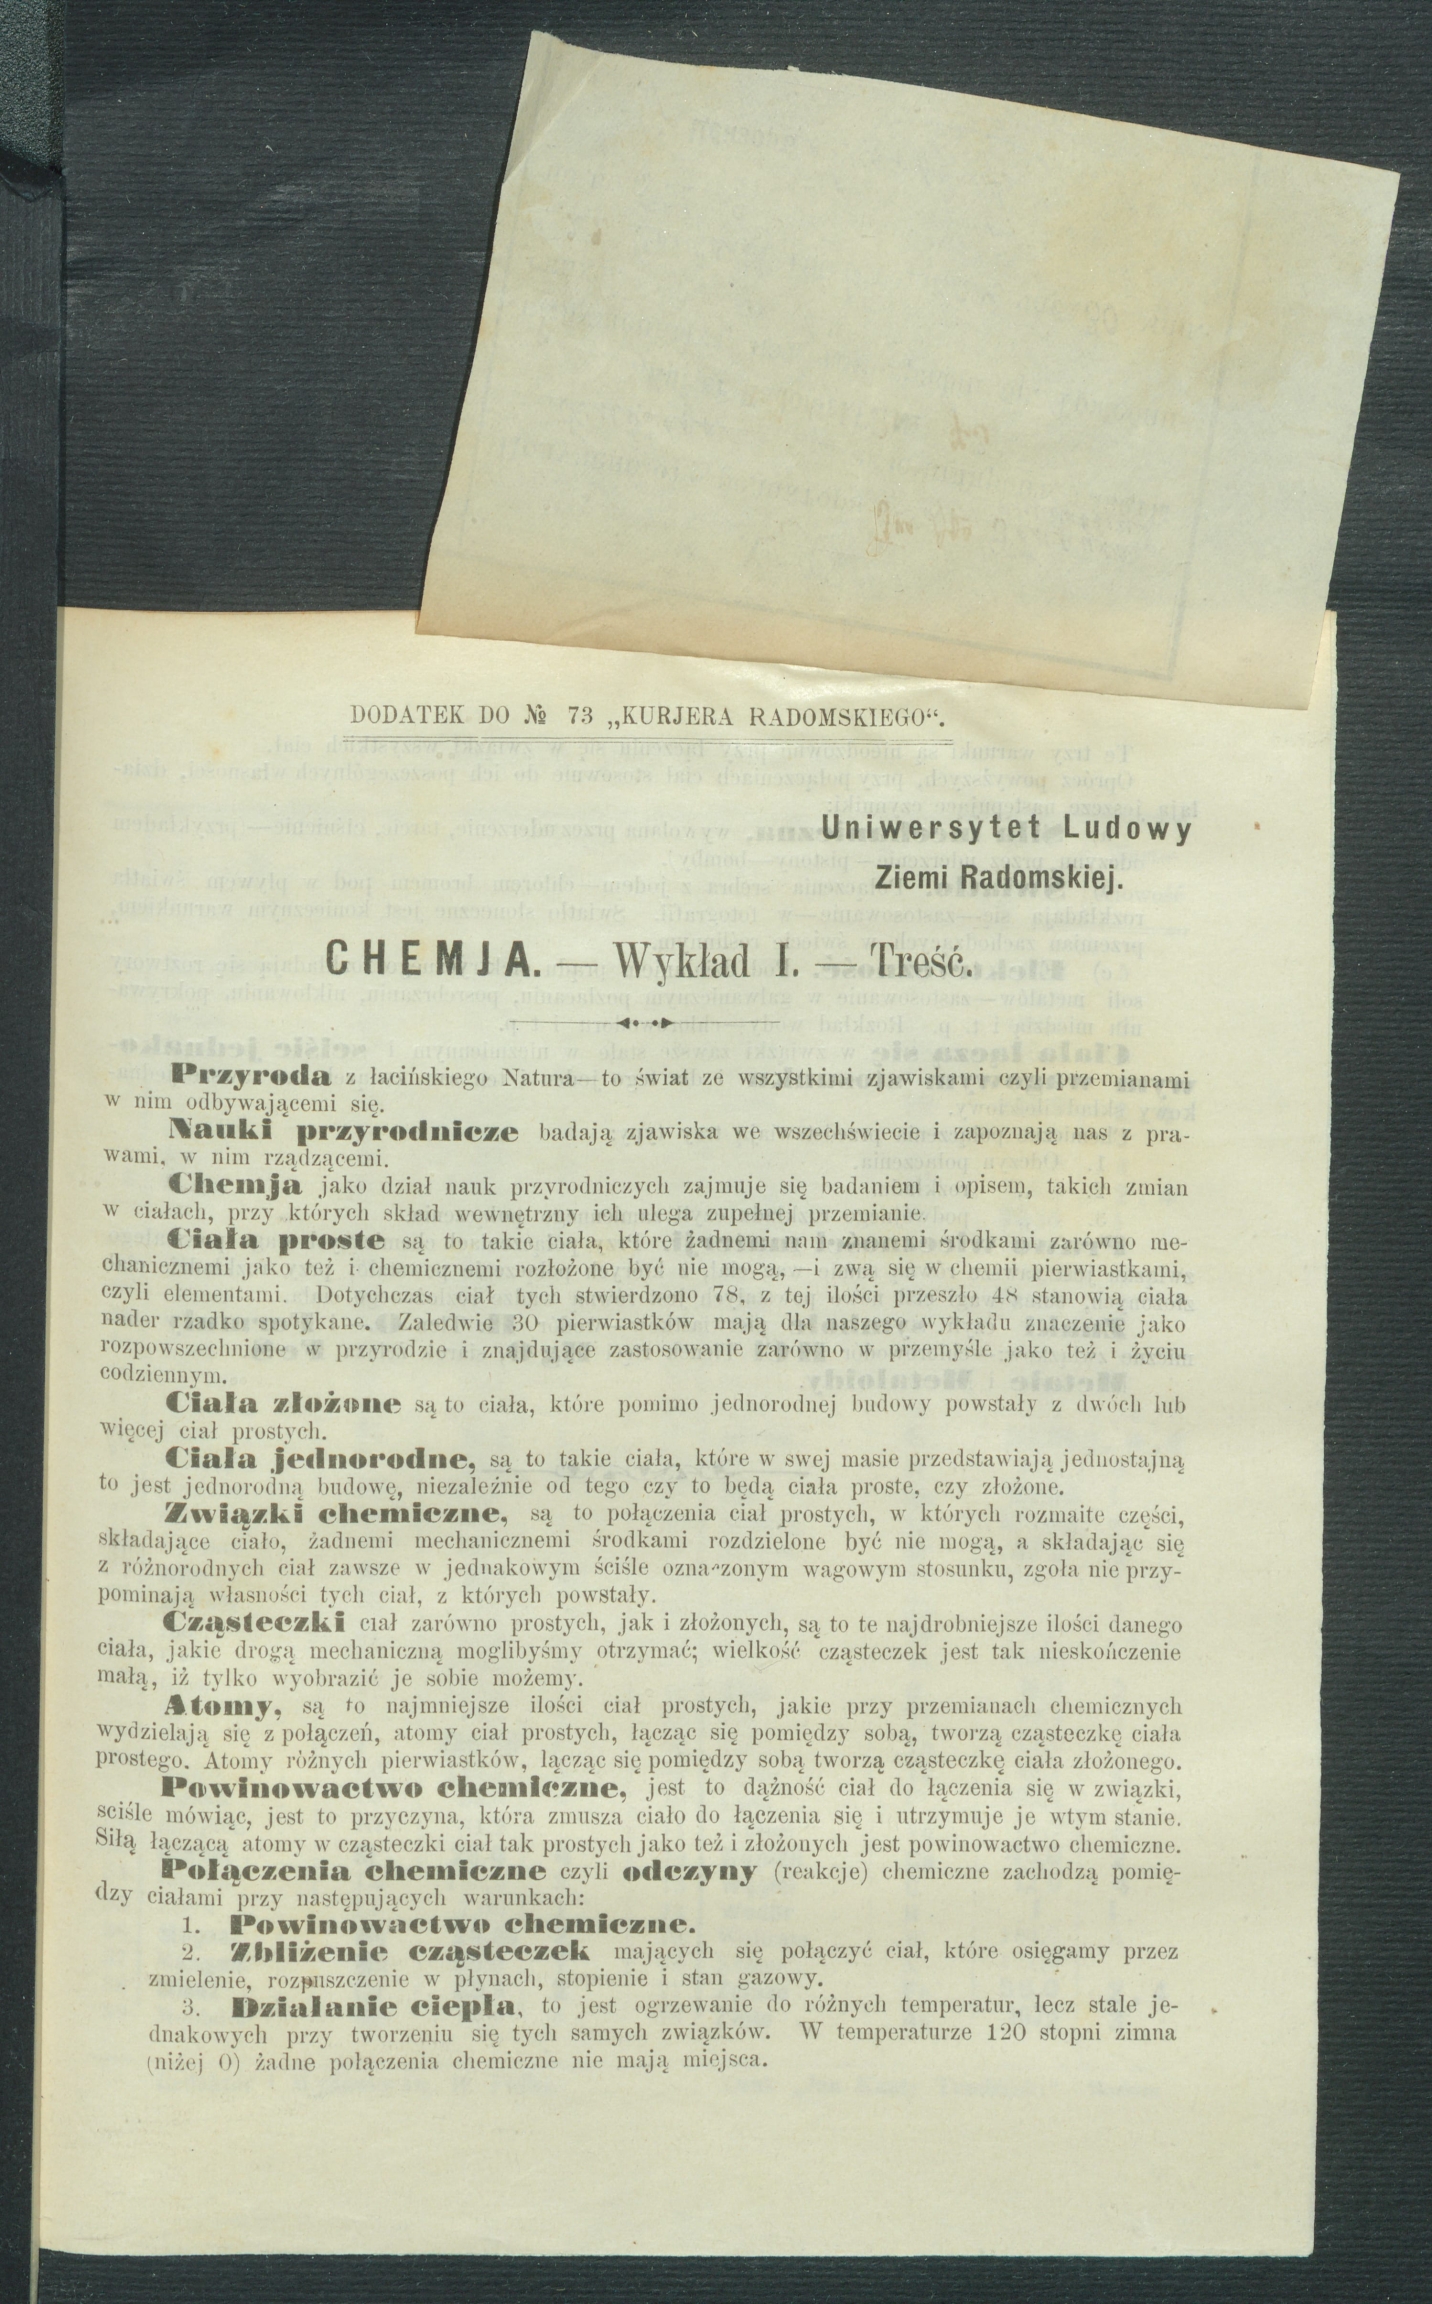 DODATEK DO № 73 „KURJERA RADOMSKIEGO“.
Uniwersytet Ludowy
Ziemi Radomskiej.
CHEMJA. — Wykład I. — Treść.
Przyroda z łacińskiego Natura—to świat ze wszystkimi zjawiskami czyli przemianami
w nim odbywającemi się.
Nauki przyrodnicze badają zjawiska we wszechświecie i zapoznają nas z pra-
wami, w nim rządzącemi.
Chemja jako dział nauk przyrodniczych zajmuje się badaniem i opisem, takich zmian
w ciałach, przy których skład wewnętrzny ich ulega zupełnej przemianie.
Ciała proste są to takie ciała, które żadnemi nam znanemi środkami zarówno me-
chanicznemi jako też i chemicznemi rozłożone być nie mogą, —i zwą się w chemii pierwiastkami,
czyli elementami. Dotychczas ciał tych stwierdzono 78, z tej ilości przeszło 48 stanowią ciała
nader rzadko spotykane. Zaledwie 30 pierwiastków mają dla naszego wykładu znaczenie jako
rozpowszechnione w przyrodzie i znajdujące zastosowanie zarówno w przemyśle jako też i życiu
codziennym.
Ciała złożone są to ciała, które pomimo jednorodnej budowy powstały z dwóch lub
więcej ciał prostych.
Ciała jednorodne, są to takie ciała, które w swej masie przedstawiają jednostajną
to jest jednorodną budowę, niezależnie od tego czy to będą ciała proste, czy złożone.
Związki chemiczne, są to połączenia ciał prostych, w których rozmaite części,
składające ciało, żadnemi mechanicznemi środkami rozdzielone być nie mogą, a składając się
z różnorodnych ciał zawsze w jednakowym ściśle oznaczonym wagowym stosunku, zgoła nie przy-
pominają własności tych ciał, z których powstały.
Cząsteczki ciał zarówno prostych, jak i złożonych, są to te najdrobniejsze ilości danego
ciała, jakie drogą mechaniczną moglibyśmy otrzymać; wielkość cząsteczek jest tak nieskończenie
małą, iż tylko wyobrazić je sobie możemy.
Atomy, są to najmniejsze ilości ciał prostych, jakie przy przemianach chemicznych
wydzielają się z połączeń, atomy ciał prostych, łącząc się pomiędzy sobą, tworzą cząsteczkę ciała
prostego. Atomy różnych pierwiastków, łącząc się pomiędzy sobą tworzą cząsteczkę ciała złożonego.
Powinowactwo chemiczne, jest to dążność ciał do łączenia się w związki,
sciśle mówiąc, jest to przyczyna, która zmusza ciało do łączenia się i utrzymuje je wtym stanie.
Siłą łączącą atomy w cząsteczki ciał tak prostych jako też i złożonych jest powinowactwo chemiczne.
Połączenia chemiczne czyli odczyny (reakcje) chemiczne zachodzą pomię-
dzy ciałami przy następujących warunkach:
1. Powinowactwo chemiczne.
2. Zbliżenie cząsteczek mających się połączyć ciał, które osięgamy przez
zmielenie, rozpuszczenie w płynach, stopienie i stan gazowy.
3. Działanie ciepła, to jest ogrzewanie do różnych temperatur, lecz stale je-
dnakowych przy tworzeniu się tych samych związków. W temperaturze 120 stopni zimna
(niżej 0) żadne połączenia chemiczne nie mają miejsca.